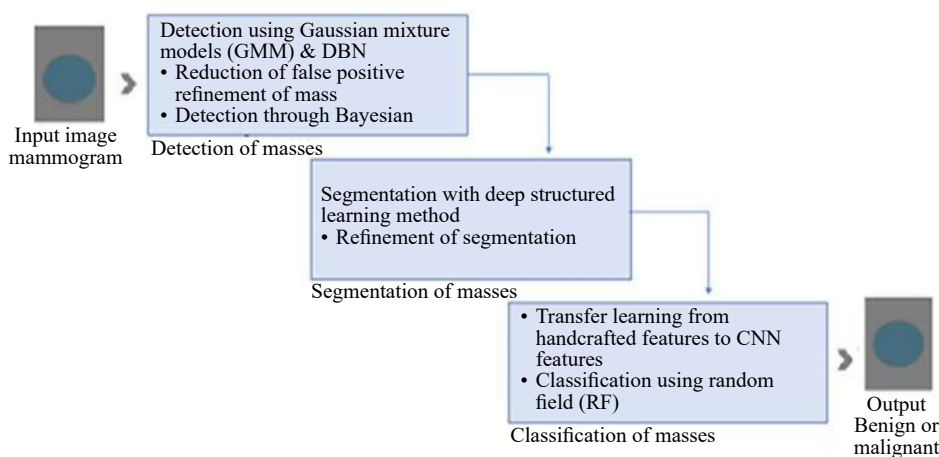 Input image
mammogram
Detection using Gaussian mixture
models (GMM) & DBN
• Reduction of false positive
refinement of mass
• Detection through Bayesian
Detection of masses
Segmentation with deep structured
learning method
• Refinement of segmentation
Segmentation of masses
• Transfer learning from
handcrafted features to CNN
features
• Classification using random
field (RF)
Classification of masses
Output
Benign or
malignant